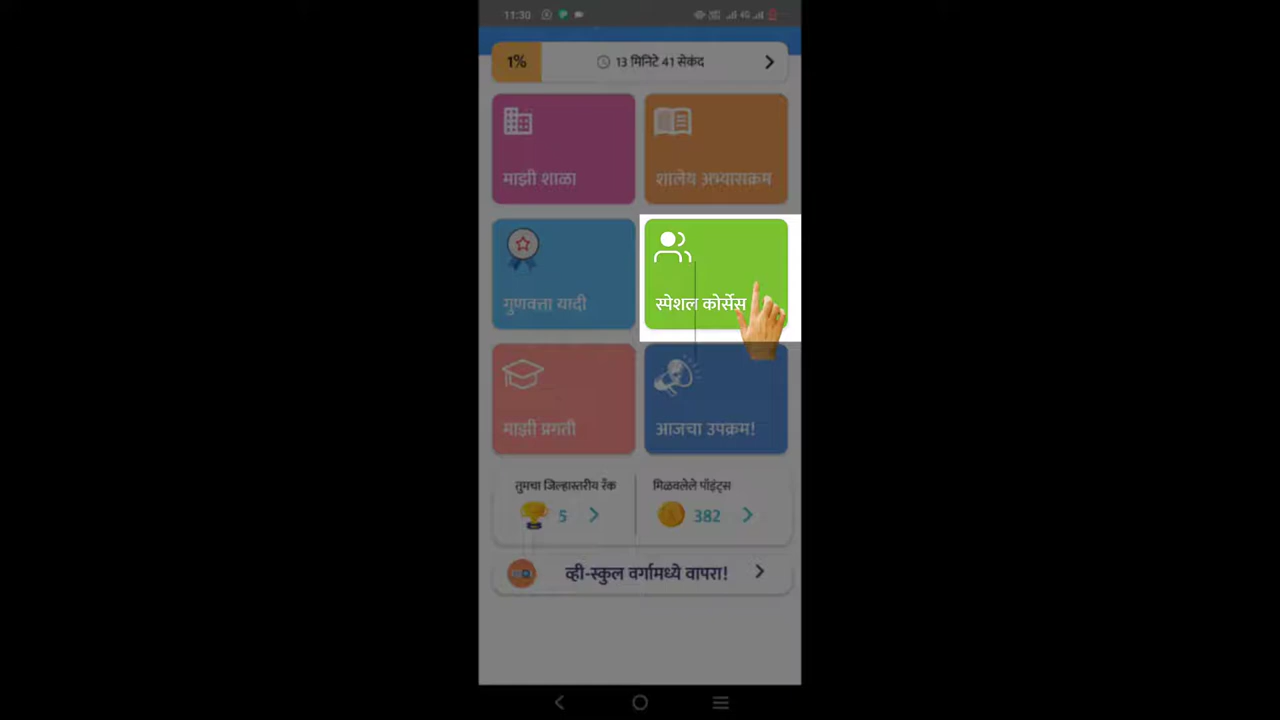 11:30
4G
1%
13 मिनिटे 41 सेकंद
माझी शाळा
शालेय अभ्यासक्रम
गुणवत्ता यादी
स्पेशल कोर्सेस
माझी प्रगती
आजचा उपक्रम!
तुमचा जिल्हास्तरीय रँक
मिळवलेले पॉइंट्स
5
382
व्ही-स्कुल वर्गामध्ये वापरा!